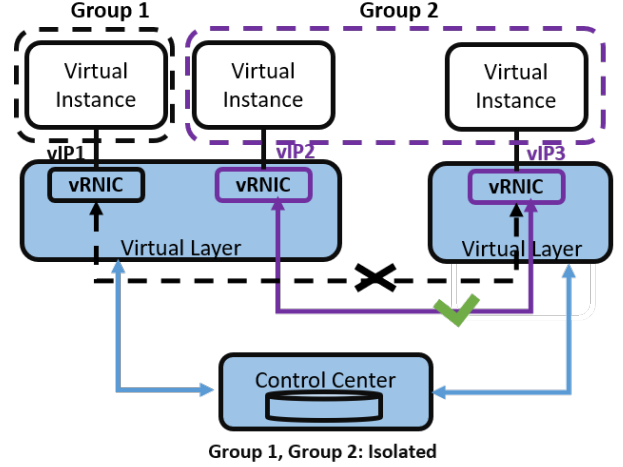 Group 1
Group 2
Virtual
Instance
Virtual
Instance
Virtual
Instance
vIP1
vIP2
vIP3
vRNIC
vRNIC
vRNIC
Virtual Layer
Virtual Layer
Control Center
Group 1, Group 2: Isolated